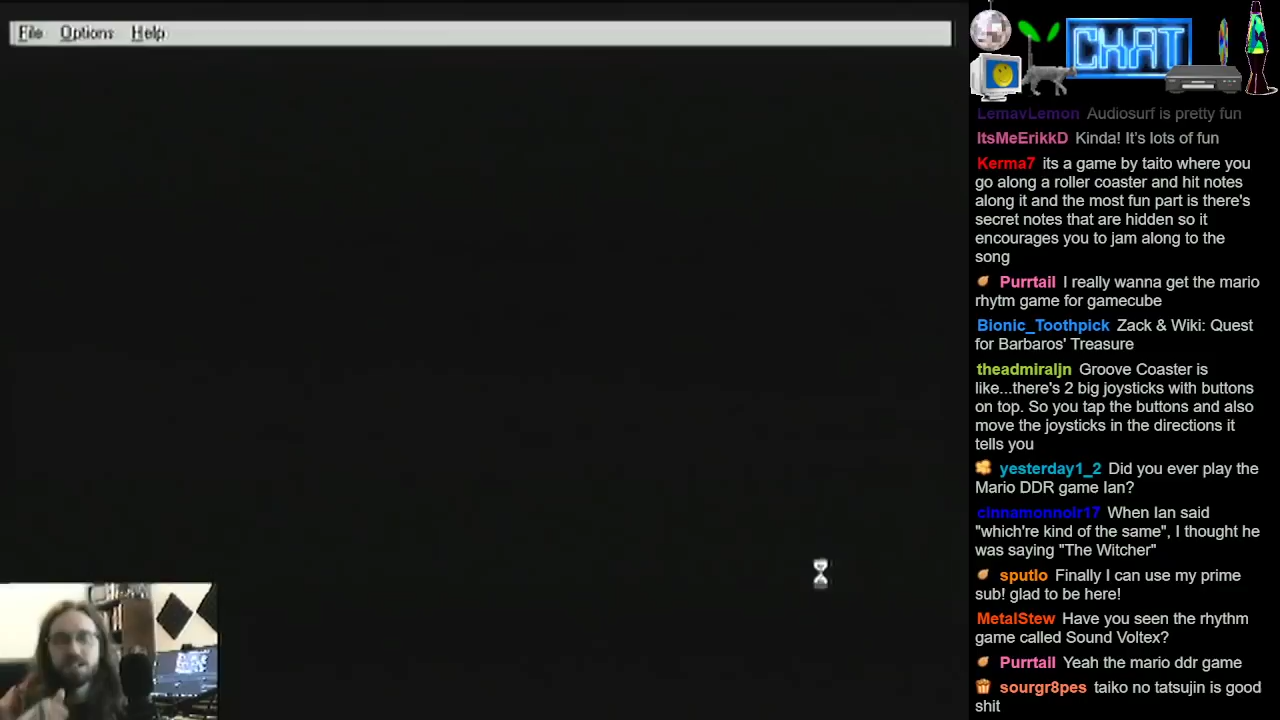 File Options Help
CHAT
LemavLemon Audiosurf is pretty fun
ItsMeErikkD Kinda! It's lots of fun
Kerma7 its a game by taito where you
go along a roller coaster and hit notes
along it and the most fun part is there's
secret notes that are hidden so it
encourages you to jam along to the
song
Purrtail I really wanna get the mario
rhytm game for gamecube
Bionic_Toothpick Zack & Wiki: Quest
for Barbaros' Treasure
theadmiraljn Groove Coaster is
like...there's 2 big joysticks with buttons
on top. So you tap the buttons and also
move the joysticks in the directions it
tells you
yesterday1_2 Did you ever play the
Mario DDR game Ian?
cinnamonnoir17 When Ian said
"which're kind of the same", I thought he
was saying "The Witcher"
sputlo Finally I can use my prime
sub! glad to be here!
MetalStew Have you seen the rhythm
game called Sound Voltex?
Purrtail Yeah the mario ddr game
sourgr8pes taiko no tatsujin is good
shit